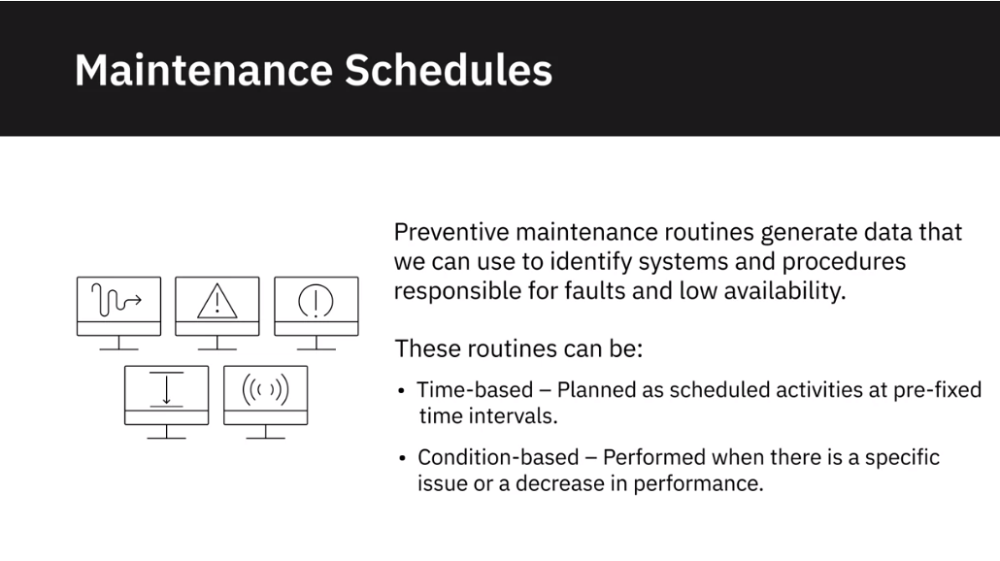 Maintenance Schedules
Preventive maintenance routines generate data that
we can use to identify systems and procedures
responsible for faults and low availability.
These routines can be:
• Time-based – Planned as scheduled activities at pre-fixed
time intervals.
• Condition-based – Performed when there is a specific
issue or a decrease in performance.